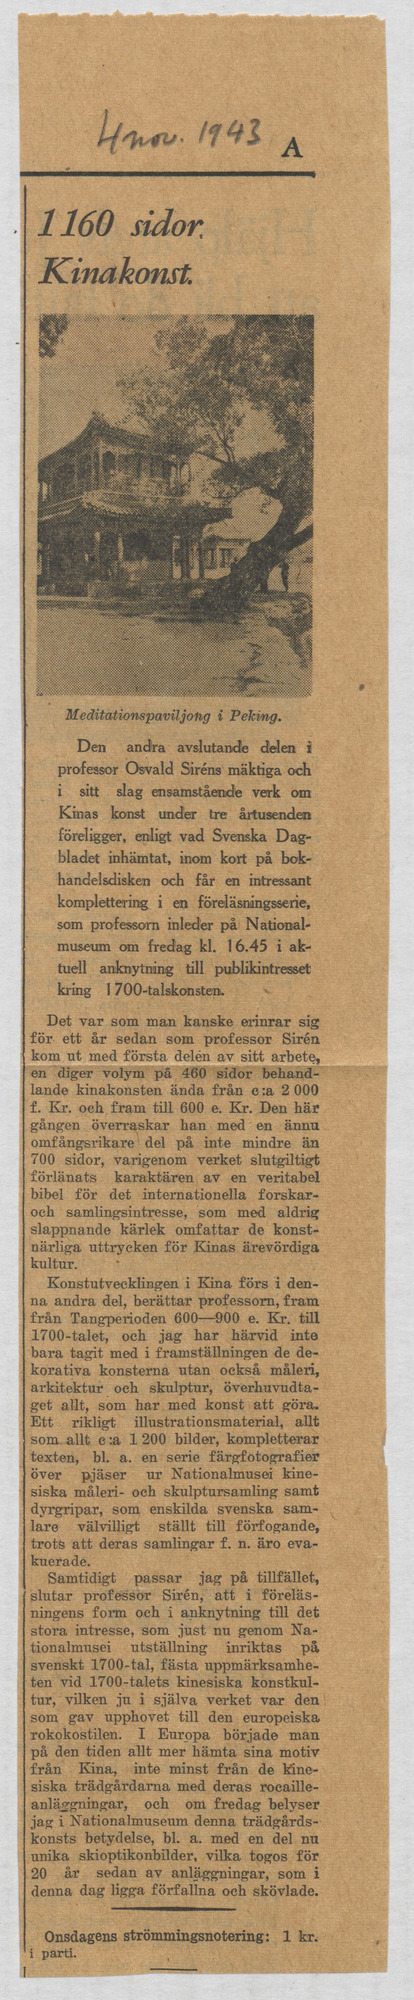 4 nov. 1943
A
1160 sidor
Kinakonst.
Meditationspaviljong i Peking.
Den andra avslutande delen i
professor Osvald Siréns mäktiga och
i sitt slag ensamstående verk om
Kinas konst under tre årtusenden
föreligger, enligt vad Svenska Dag-
bladet inhämtat, inom kort på bok-
handelsdisken och får en intressant
komplettering i en föreläsningsserie,
som professorn inleder på National-
museum om fredag kl. 16.45 i ak-
tuell anknytning till publikintresset
kring 1700-talskonsten.
Det var som man kanske erinrar sig
för ett år sedan som professor Sirén
kom ut med första delen av sitt arbete,
en diger volym på 460 sidor behand-
lande kinakonsten ända från c:a 2 000
f. Kr. och fram till 600 e. Kr. Den här
gången överraskar han med en ännu
omfångsrikare del på inte mindre än
700 sidor, varigenom verket slutgiltigt
förlänats karaktären av en veritabel
bibel för det internationella forskar-
och samlingsintresse, som med aldrig
slappnande kärlek omfattar de konst-
närliga uttrycken för Kinas ärevördiga
kultur.
Konstutvecklingen i Kina förs i den-
na andra del, berättar professorn, fram
från Tangperioden 600—900 e. Kr. till
1700-talet, och jag har härvid inte
bara tagit med i framställningen de de-
korativa konsterna utan också måleri,
arkitektur och skulptur, överhuvudta-
get allt, som har med konst att göra.
Ett rikligt illustrationsmaterial, allt
som allt c:a 1 200 bilder, kompletterar
texten, bl. a. en serie färgfotografier
över pjäser ur Nationalmusei kine-
siska måleri- och skulptursamling samt
dyrgripar, som enskilda svenska sam-
lare välvilligt ställt till förfogande,
trots att deras samlingar f. n. äro eva-
kuerade.
Samtidigt passar jag på tillfället,
slutar professor Sirén, att i föreläs-
ningens form och i anknytning till det
stora intresse, som just nu genom Na-
tionalmusei utställning inriktas på
svenskt 1700-tal, fästa uppmärksamhe-
ten vid 1700-talets kinesiska konstkul-
tur, vilken ju i själva verket var den
som gav upphovet till den europeiska
rokokostilen. I Europa började man
på den tiden allt mer hämta sina motiv
från Kina, inte minst från de kine-
siska trädgårdarna med deras rocaille-
anläggningar, och om fredag belyser
jag i Nationalmuseum denna trädgårds-
konsts betydelse, bl. a. med en del nu
unika skioptikonbilder, vilka togos för
20 år sedan av anläggningar, som i
denna dag ligga förfallna och skövlade.
Onsdagens strömmingsnotering: 1 kr.
i parti.